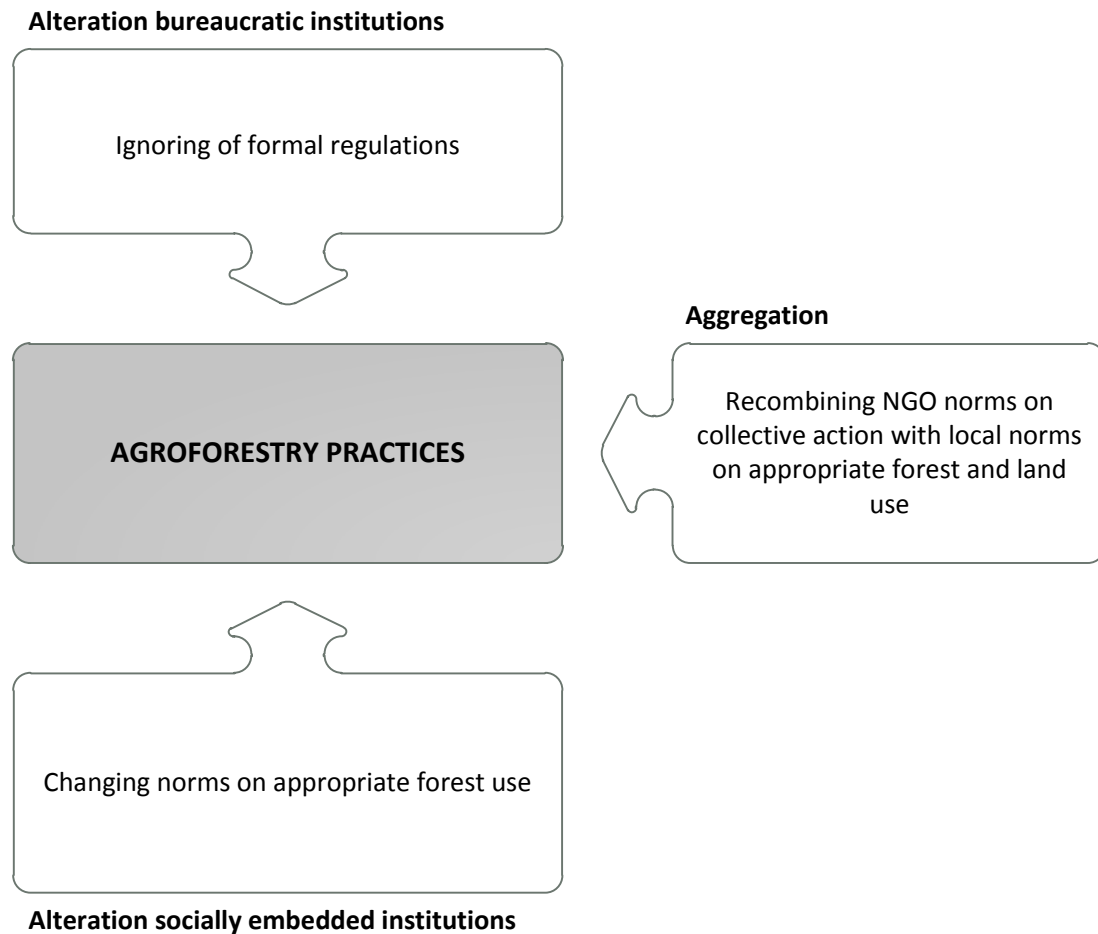 Alteration bureaucratic institutions
Ignoring of formal regulations
Aggregation
AGROFORESTRY PRACTICES
Recombining NGO norms on
collective action with local norms
on appropriate forest and land
use
Changing norms on appropriate forest use
Alteration socially embedded institutions